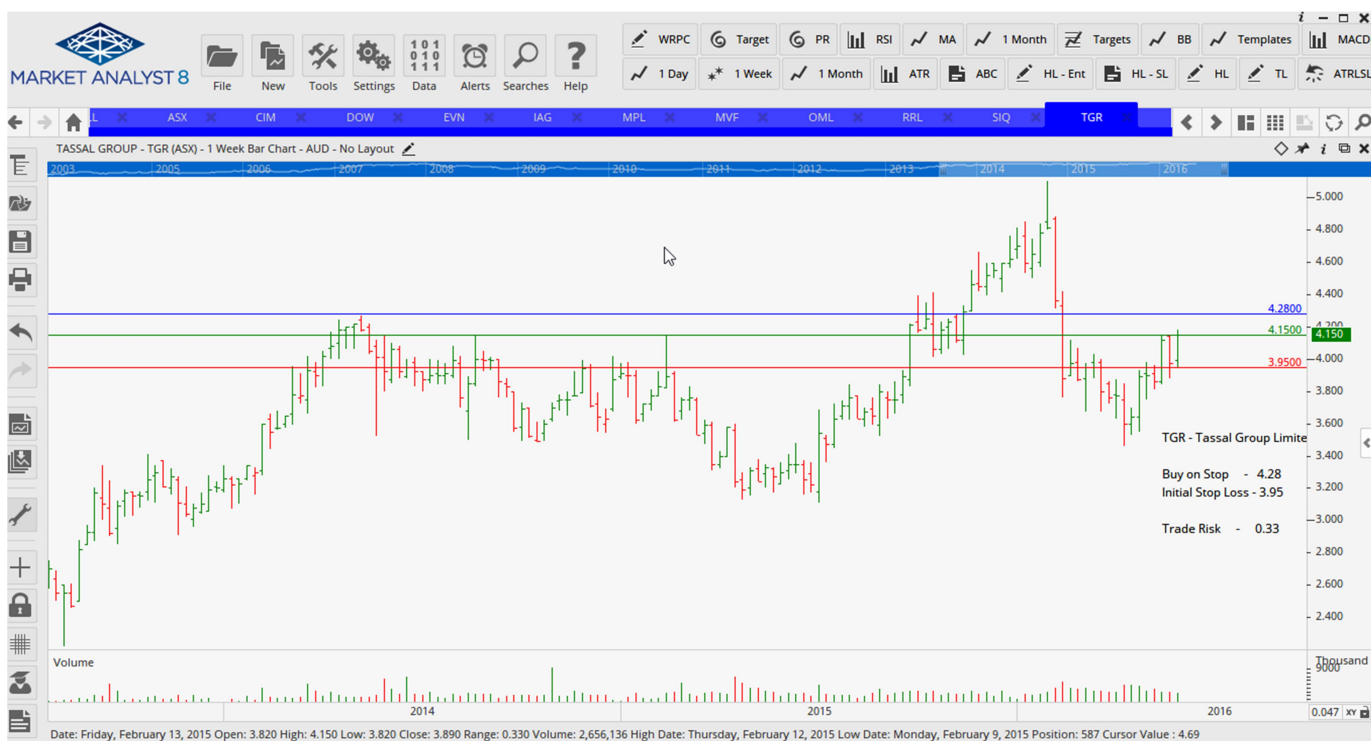 i
MARKET ANALYST 8
File New Tools Settings Data Alerts Searches Help
101
010
111
WRPC Target PR RSI MA 1 Month Targets BB Templates MACD
1 Day 1 Week 1 Month ATR ABC HL - Ent HL - SL HL TL ATRLSL
ASX CIM DOW EVN IAG MPL MVF OML RRL SIQ TGR
TASSAL GROUP - TGR (ASX) - 1 Week Bar Chart - AUD - No Layout i
2003 2005 2006 2007 2008 2009 2010 2011 2012 2013 2014 2015 2016
5.000
4.800
4.600
4.400
4.2800
4.200
4.1500 4.150
4.000
3.9500
3.800
3.600
TGR - Tassal Group Limite
3.400
Buy on Stop - 4.28
3.200
Initial Stop Loss - 3.95
3.000
Trade Risk - 0.33
2.800
2.600
2.400
Volume Thousand
9000
2014 2015 2016 0.047 XY
Date: Friday, February 13, 2015 Open: 3.820 High: 4.150 Low: 3.820 Close: 3.890 Range: 0.330 Volume: 2,656,136 High Date: Thursday, February 12, 2015 Low Date: Monday, February 9, 2015 Position: 587 Cursor Value : 4.69